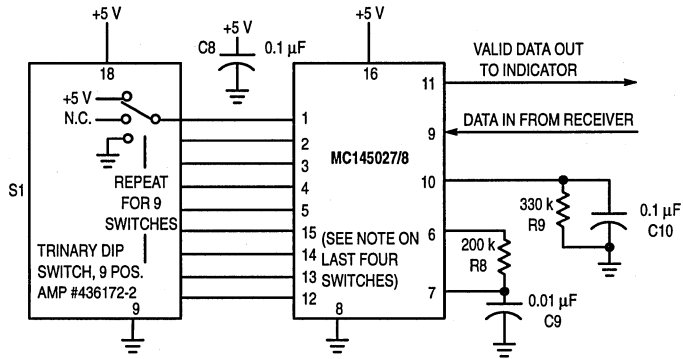 +5 V
+5 V
+5 V
C8
0.1 µF
18
16
VALID DATA OUT
TO INDICATOR
11
+5 V
N.C.
1
DATA IN FROM RECEIVER
9
2
MC145027/8
3
10
S1
REPEAT
FOR 9
SWITCHES
4
5
330 k
R9
0.1 µF
C10
15
(SEE NOTE ON
LAST FOUR
SWITCHES)
6
200 k
R8
14
TRINARY DIP
SWITCH, 9 POS.
AMP #436172-2
13
12
7
0.01 µF
C9
9
8